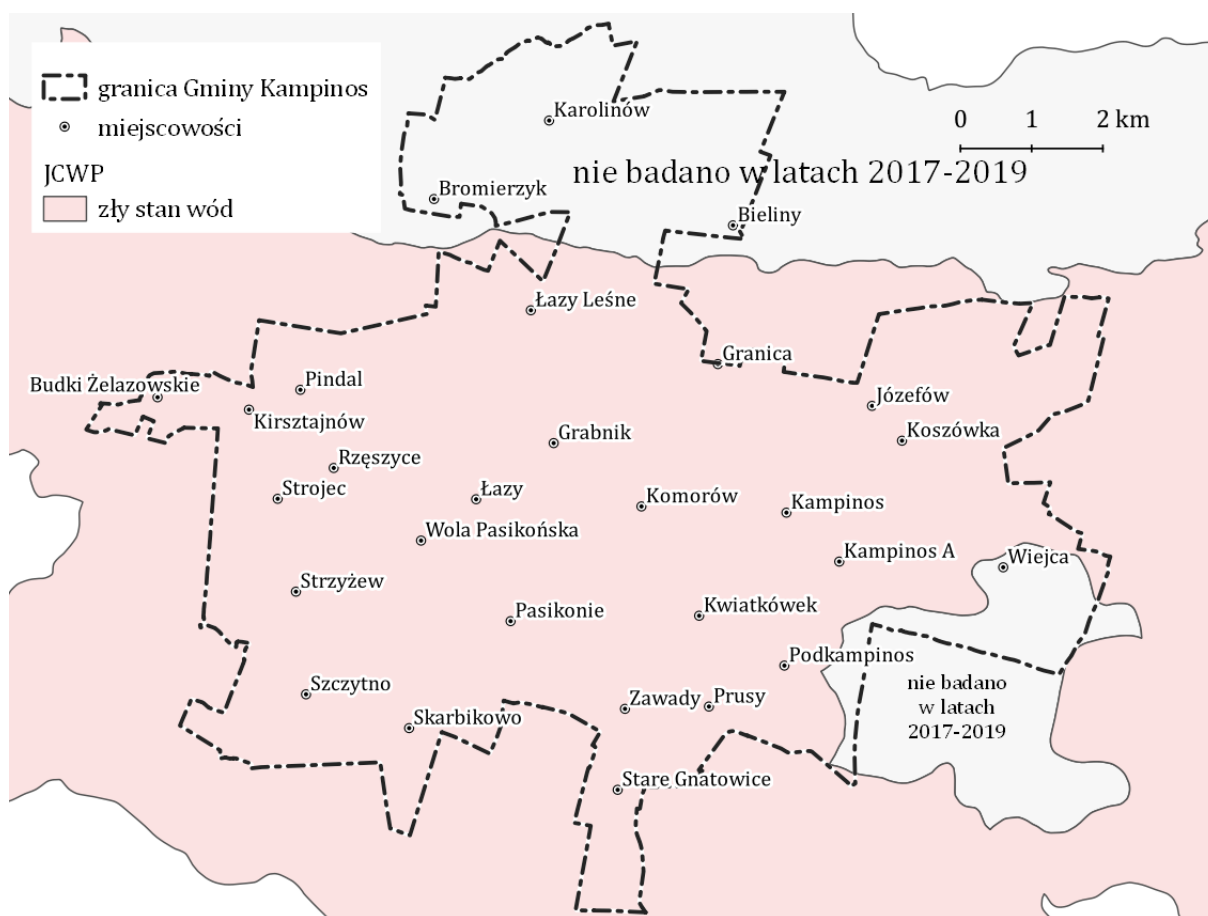 granica Gminy Kampinos
miejscowości
JCWP
zły stan wód
0 1 2 km
Karolinów
nie badano w latach 2017-2019
Bromierzyk
Bieliny
Łazy Leśne
Granica
Budki Żelazowskie
Pindal
Józefów
Kirsztajnów
Grabnik
Koszówka
Rzęszyce
Strojec
Łazy
Komorów
Kampinos
Wola Pasikońska
Kampinos A
Wiejca
Strzyżew
Pasikonie
Kwiatkówek
Podkampinos
Szczytno
nie badano
w latach
2017-2019
Zawady
Prusy
Skarbikowo
Stare Gnatowice